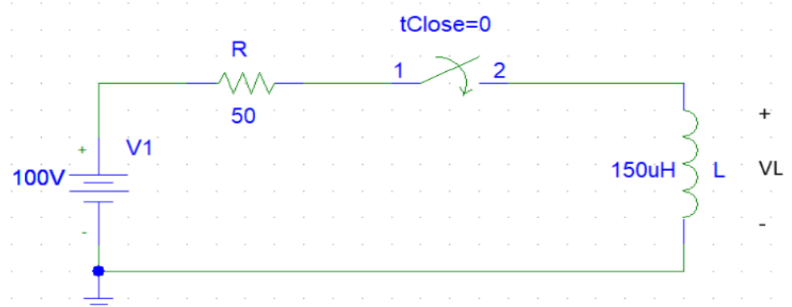 tClose=0
R
1 2
50
+
+ V1
100V
150uH L VL
-
-